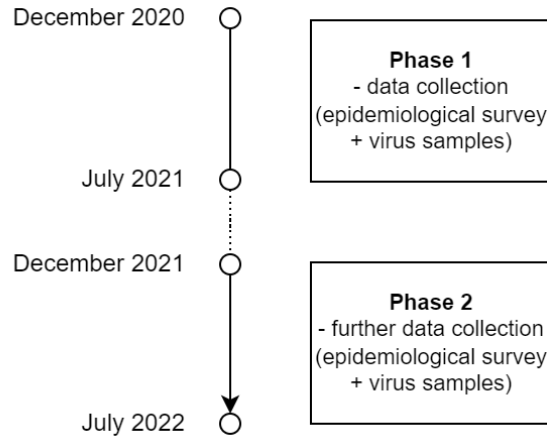 December 2020
Phase 1
- data collection
(epidemiological survey
+ virus samples)
July 2021
December 2021
Phase 2
- further data collection
(epidemiological survey
+ virus samples)
July 2022